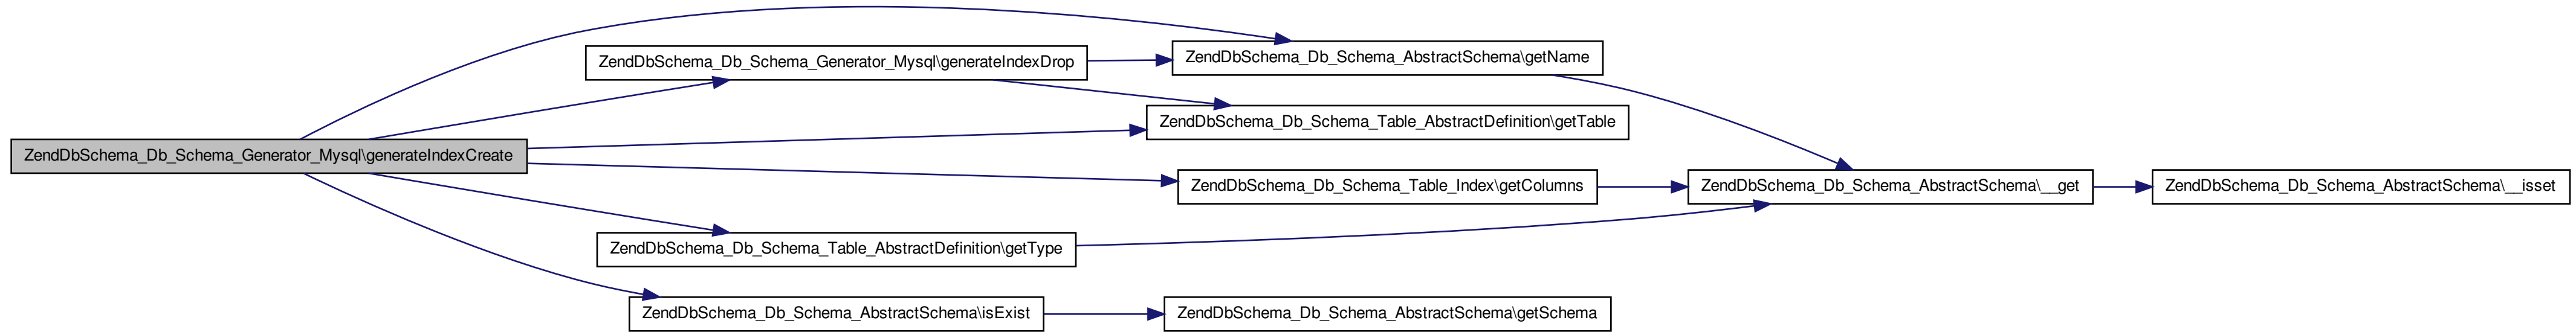 ZendDbSchema_Db_Schema_Generator_Mysql\generateIndexCreate
ZendDbSchema_Db_Schema_Generator_Mysql\generateIndexDrop
ZendDbSchema_Db_Schema_AbstractSchema\getName
ZendDbSchema_Db_Schema_Table_AbstractDefinition\getTable
ZendDbSchema_Db_Schema_Table_Index\getColumns
ZendDbSchema_Db_Schema_AbstractSchema\__get
ZendDbSchema_Db_Schema_AbstractSchema\__isset
ZendDbSchema_Db_Schema_Table_AbstractDefinition\getType
ZendDbSchema_Db_Schema_AbstractSchema\isExist
ZendDbSchema_Db_Schema_AbstractSchema\getSchema